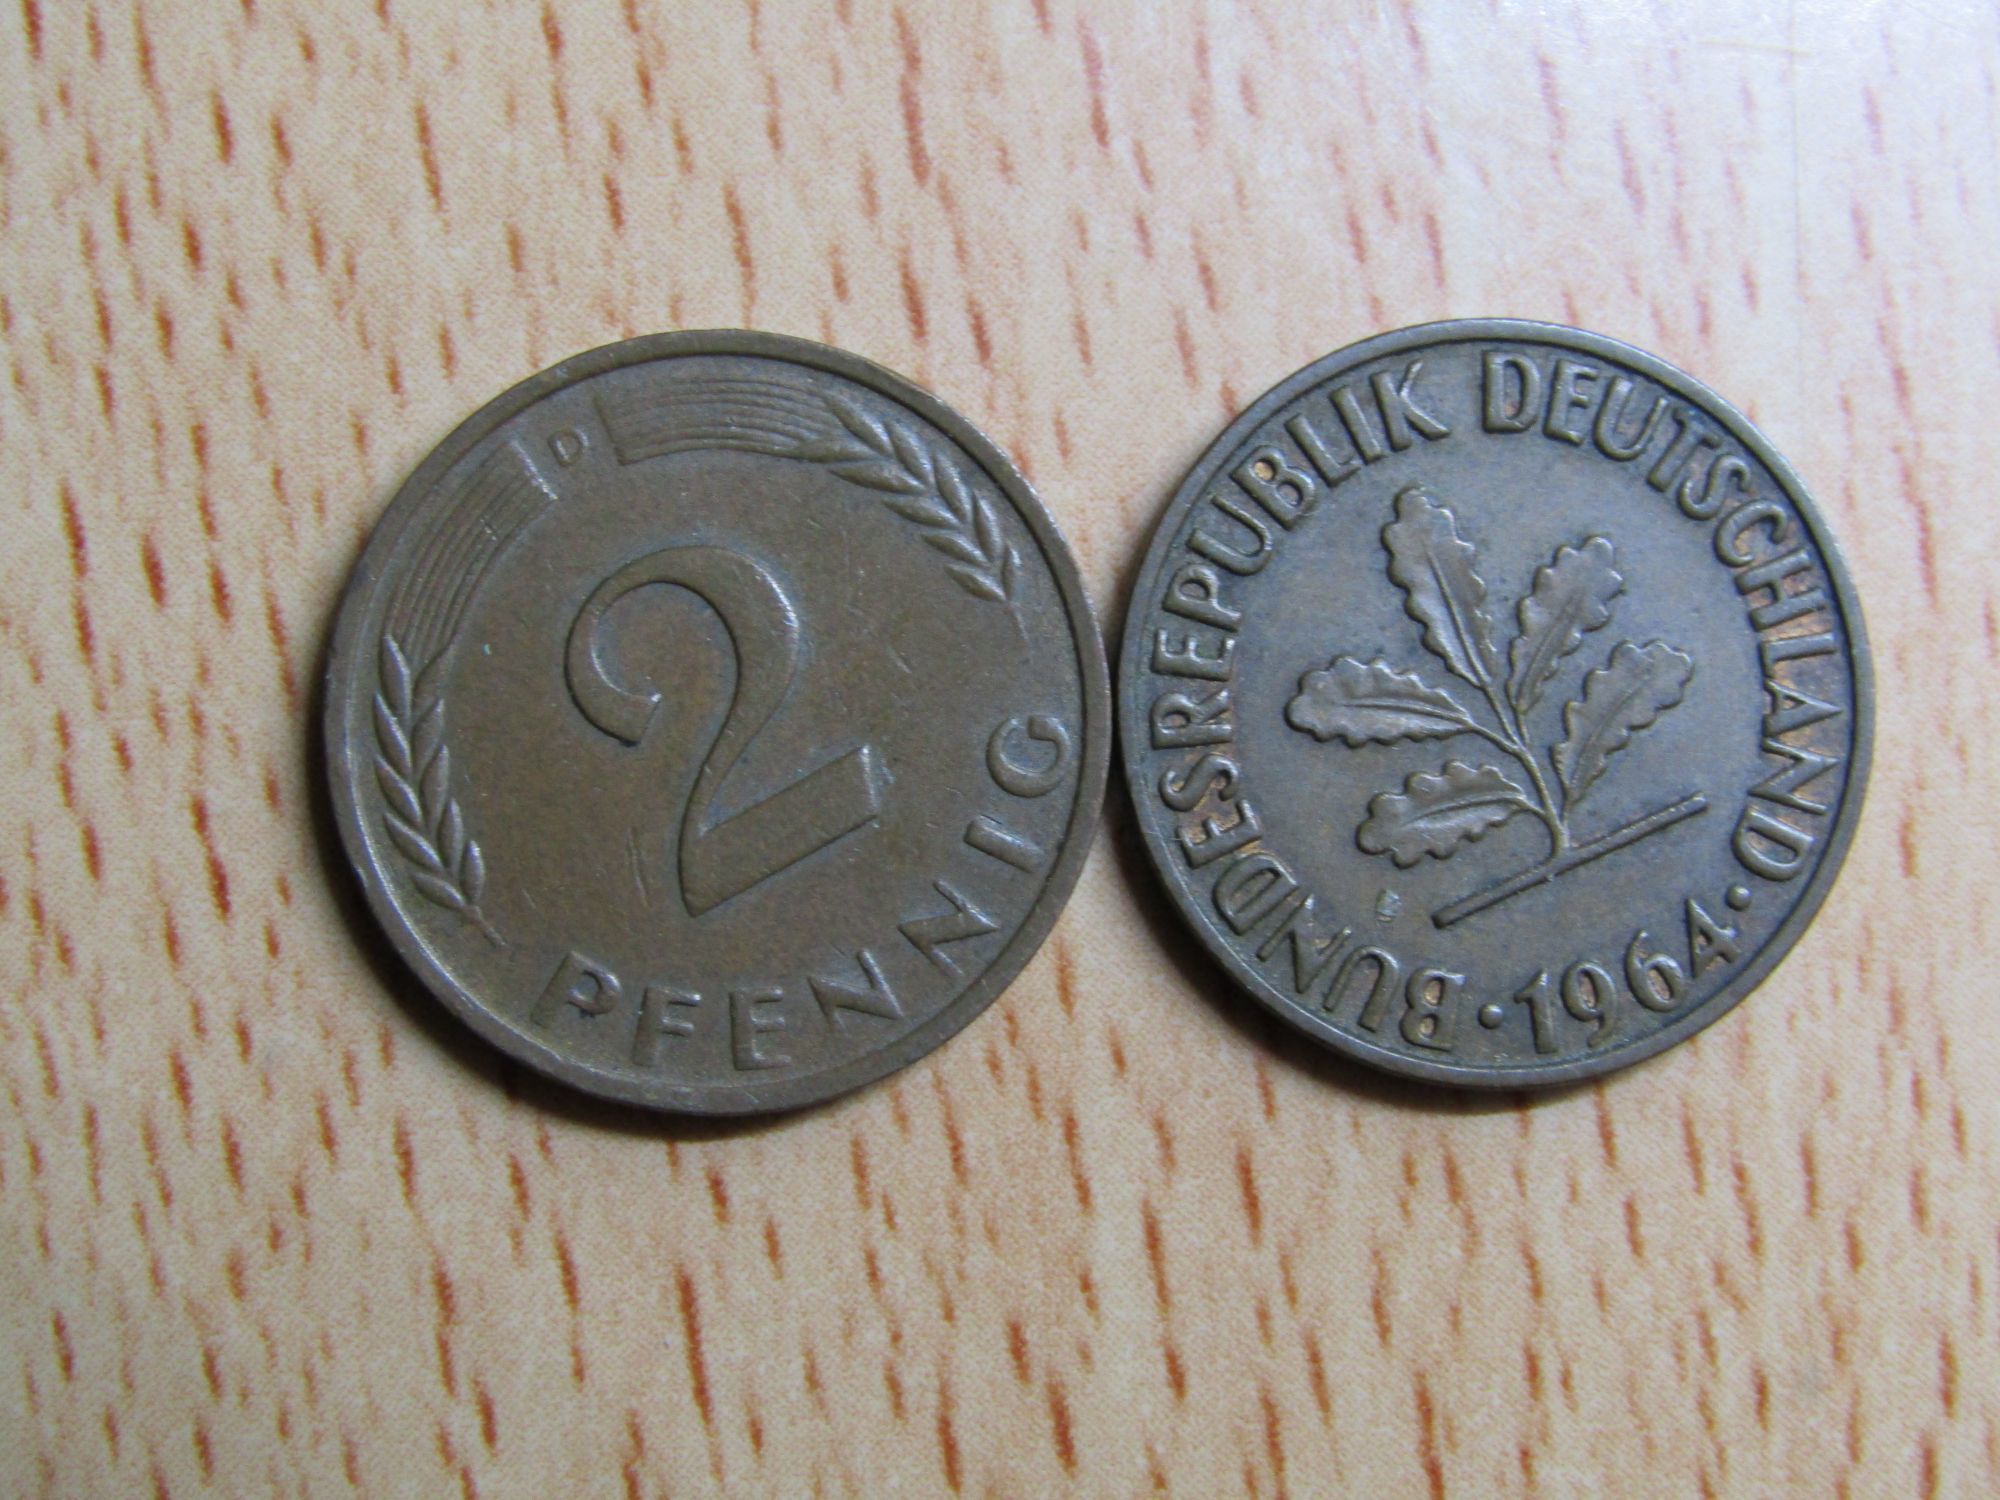 D
2
PFENNIG
BUNDESREPUBLIK DEUTSCHLAND
· 1964 ·